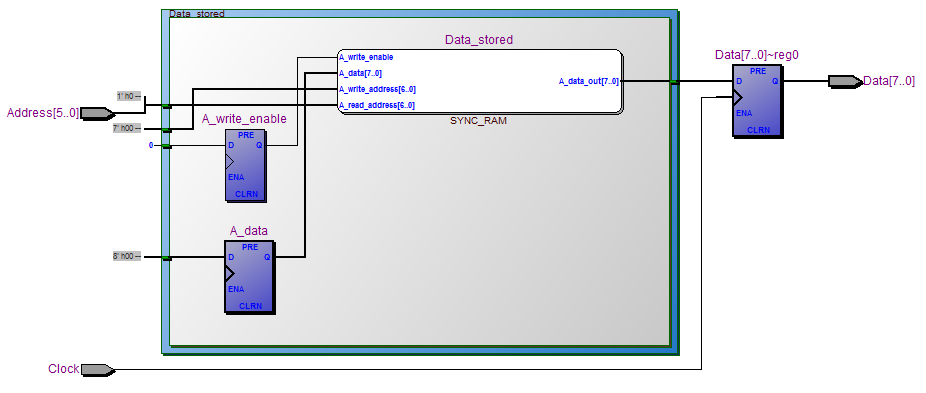 Data_stored
Data_stored
A_write_enable
A_data[7..0]
A_write_address[6..0]
A_read_address[6..0]
A_data_out[7..0]
SYNC_RAM
Data[7..0]~reg0
PRE
D
Q
ENA
CLRN
Data[7..0]
1' h0
Address[5..0]
7' h00
0
A_write_enable
PRE
D
Q
ENA
CLRN
A_data
8' h00
PRE
D
Q
ENA
CLRN
Clock